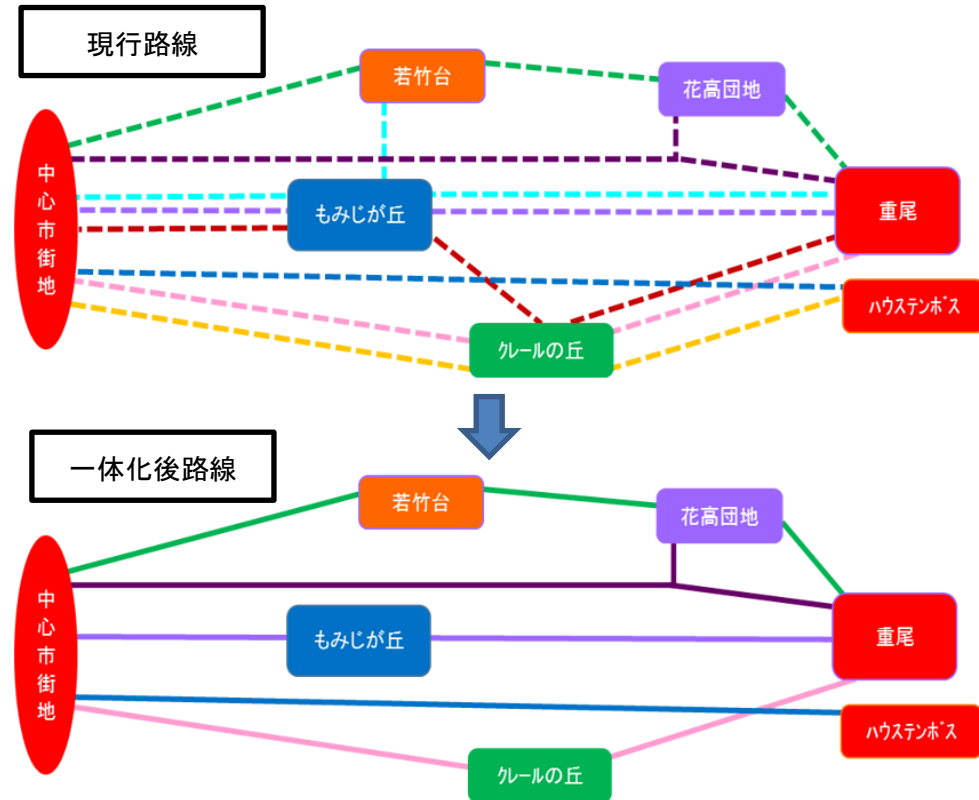 現行路線
若竹台
花高団地
中心市街地
もみじが丘
重尾
ﾊｳｽﾃﾝﾎﾞｽ
ｸﾚｰﾙの丘
一体化後路線
若竹台
花高団地
中心市街地
もみじが丘
重尾
ﾊｳｽﾃﾝﾎﾞｽ
ｸﾚｰﾙの丘